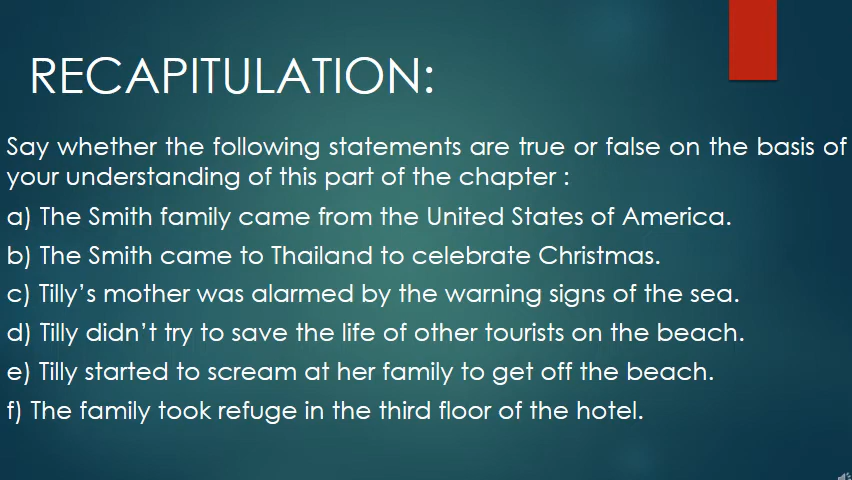 RECAPITULATION:
Say whether the following statements are true or false on the basis of
your understanding of this part of the chapter :
a) The Smith family came from the United States of America.
b) The Smith came to Thailand to celebrate Christmas.
c) Tilly’s mother was alarmed by the warning signs of the sea.
d) Tilly didn’t try to save the life of other tourists on the beach.
e) Tilly started to scream at her family to get off the beach.
f) The family took refuge in the third floor of the hotel.